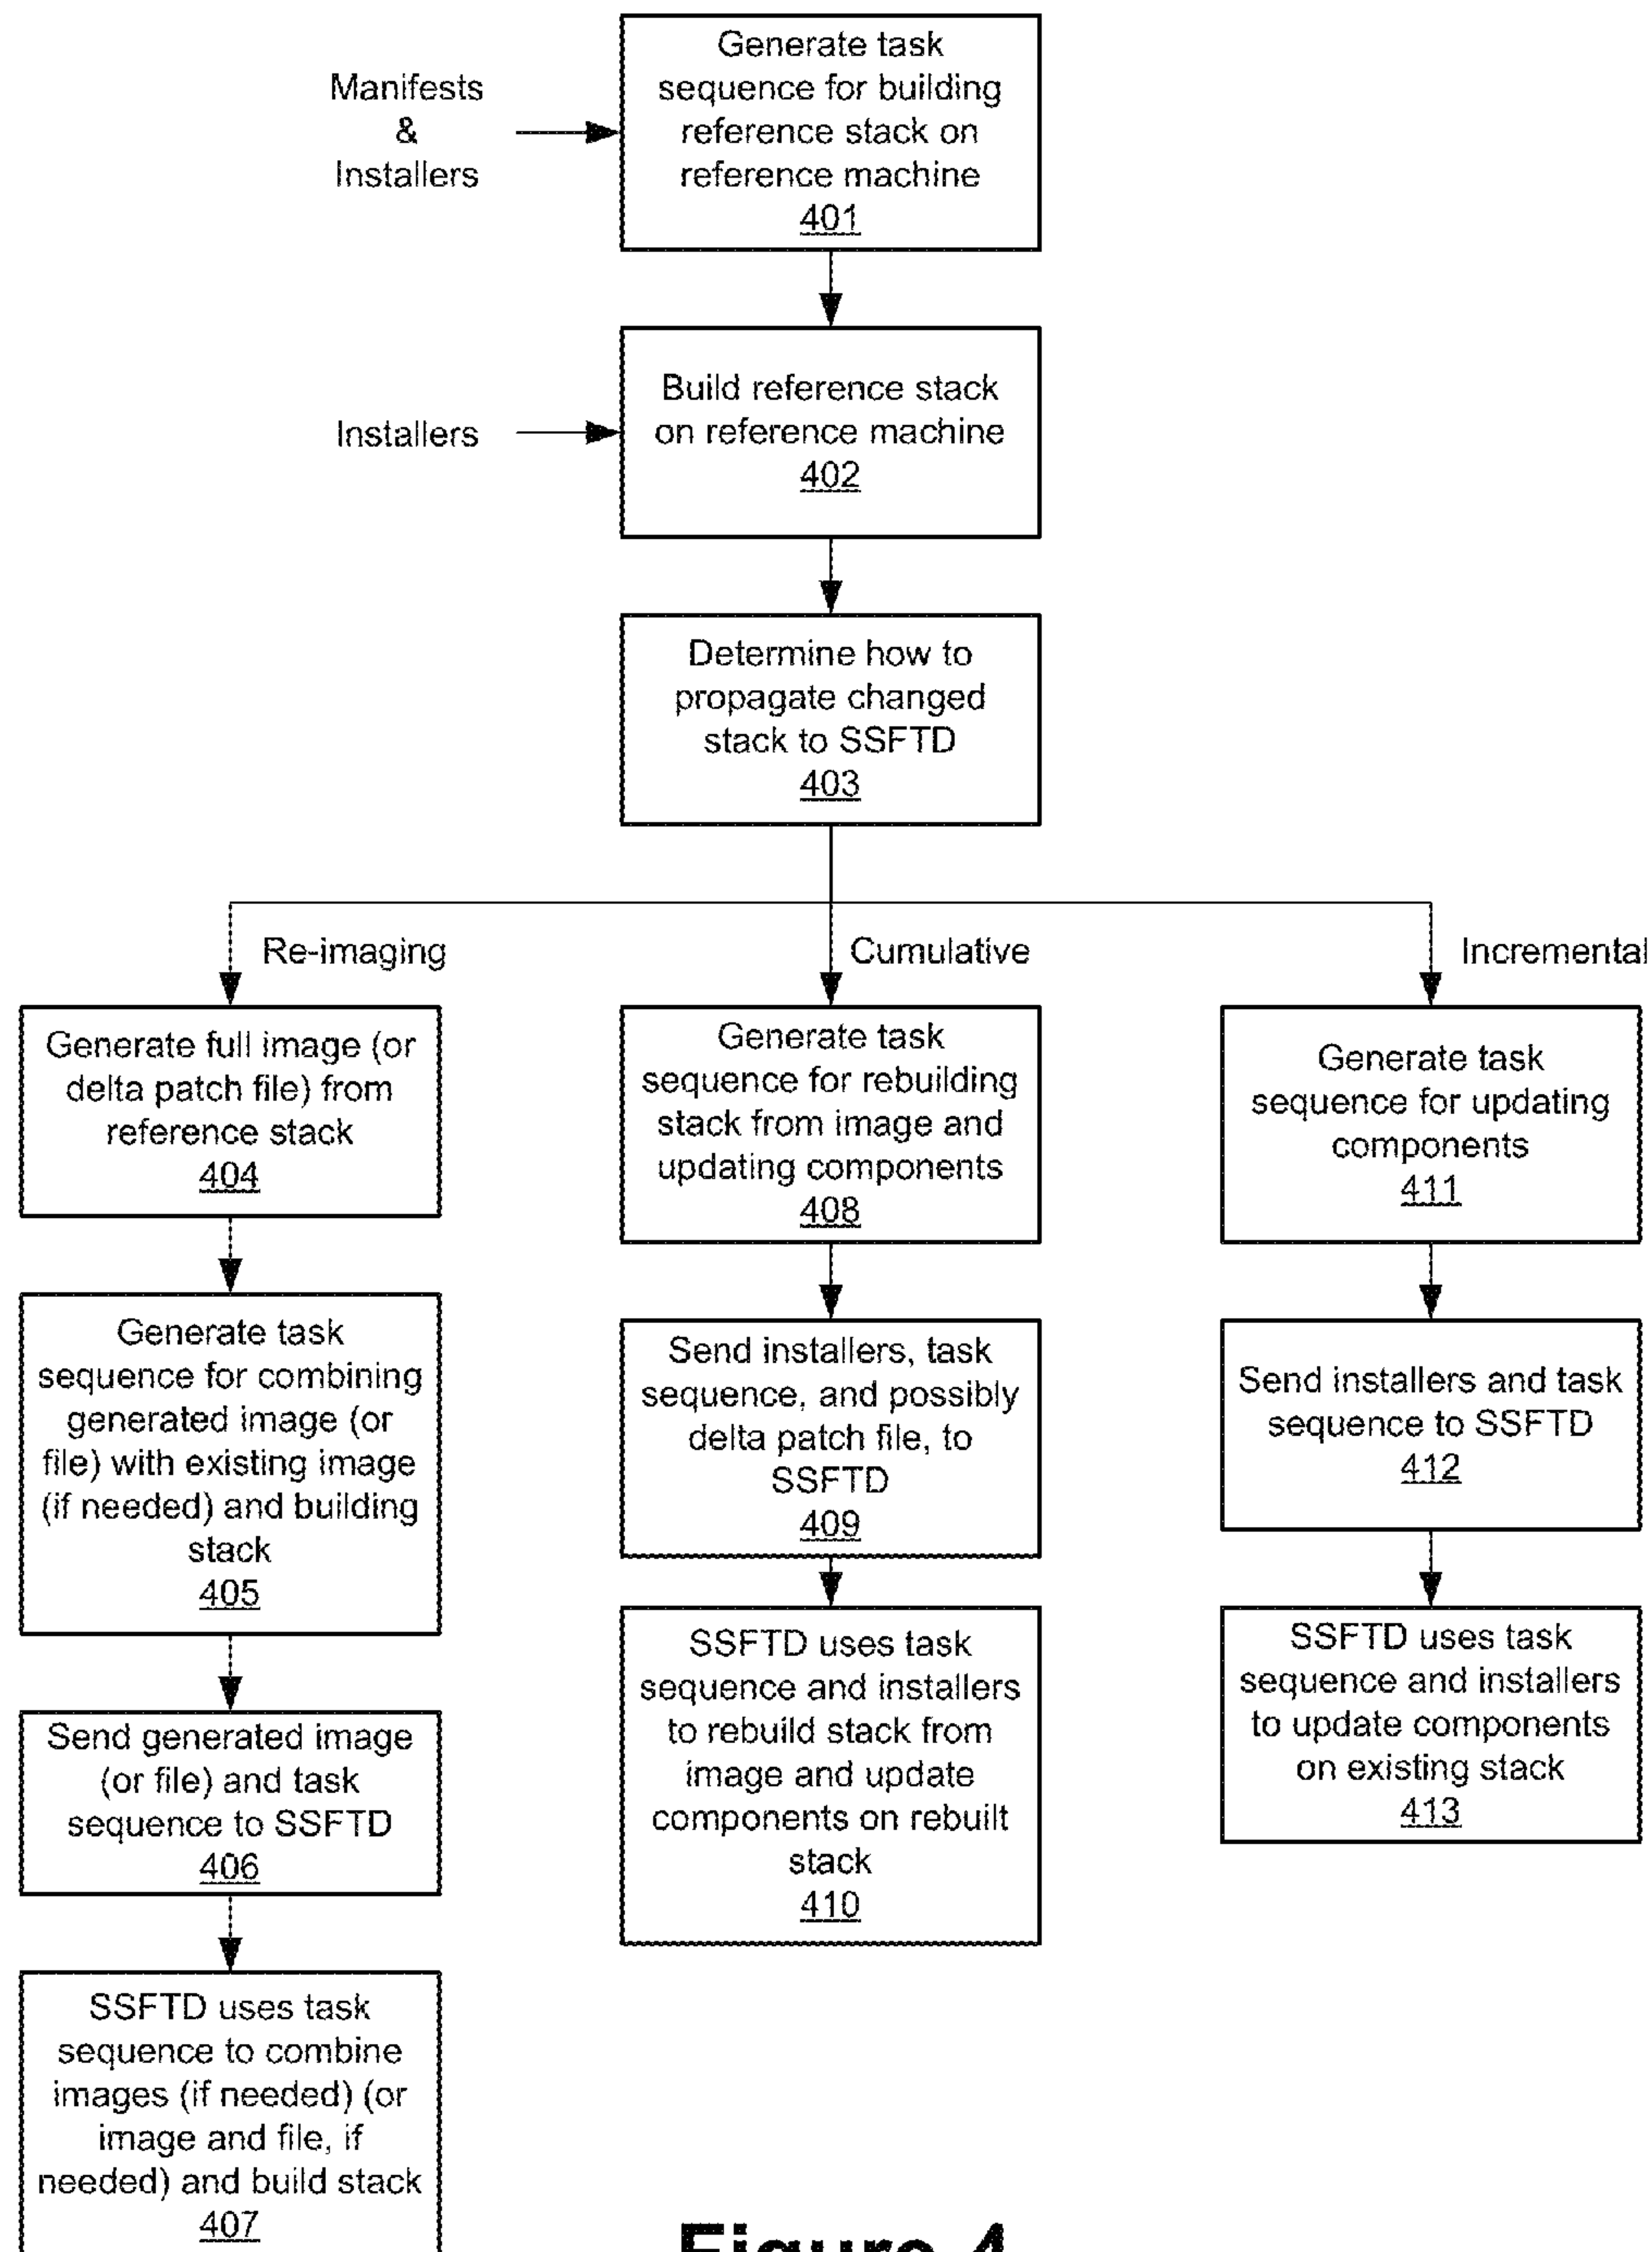 Generate task
sequence for building
reference stack on
reference machine
401
Manifests
&
Installers
Build reference stack
on reference machine
402
Installers
Determine how to
propagate changed
stack to SSFTD
403
Re-imaging
Cumulative
Incremental
Generate full image (or
delta patch file) from
reference stack
404
Generate task
sequence for combining
generated image (or
file) with existing image
(if needed) and building
stack
405
Send generated image
(or file) and task
sequence to SSFTD
406
SSFTD uses task
sequence to combine
images (if needed) (or
image and file, if
needed) and build stack
407
Generate task
sequence for rebuilding
stack from image and
updating components
408
Send installers, task
sequence, and possibly
delta patch file, to
SSFTD
409
SSFTD uses task
sequence and installers
to rebuild stack from
image and update
components on rebuilt
stack
410
Generate task
sequence for updating
components
411
Send installers and task
sequence to SSFTD
412
SSFTD uses task
sequence and installers
to update components
on existing stack
413
Figure 4